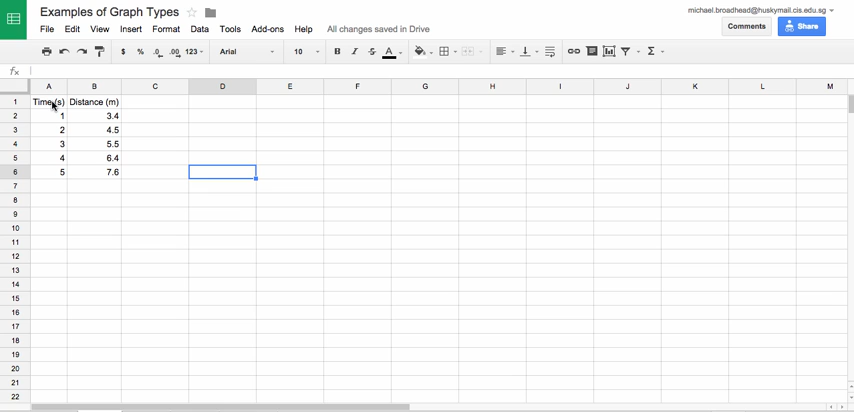 Examples of Graph Types
michael.broadhead@huskymail.cis.edu.sg
File Edit View Insert Format Data Tools Add-ons Help All changes saved in Drive
Comments Share
$ % .0 .00 123 Arial 10 B I S A Σ
fx
A B C D E F G H I J K L M
1 Time (s) Distance (m)
2 1 3.4
3 2 4.5
4 3 5.5
5 4 6.4
6 5 7.6
7
8
9
10
11
12
13
14
15
16
17
18
19
20
21
22